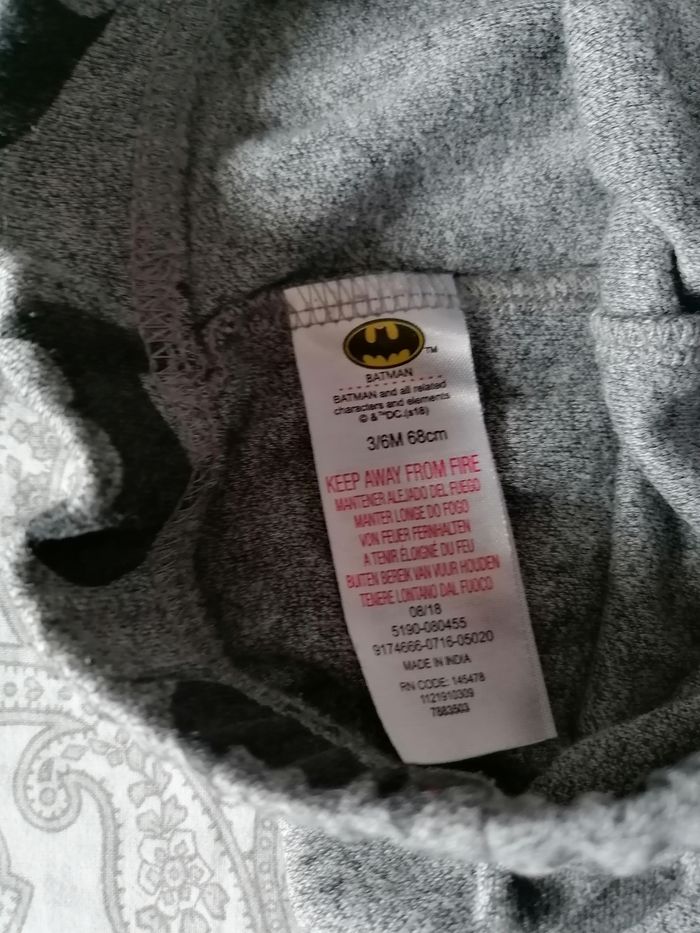 TM
BATMAN
BATMAN and all related
characters and elements
© & ™DC.(s18)
3/6M 68cm
KEEP AWAY FROM FIRE
MANTENER ALEJADO DEL FUEGO
MANTER LONGE DO FOGO
VON FEUER FERNHALTEN
A TENIR ÉLOIGNÉ DU FEU
BUITEN BEREIK VAN VUUR HOUDEN
TENERE LONTANO DAL FUOCO
08/18
5190-080455
9174666-0716-05020
MADE IN INDIA
RN CODE: 145478
1121910309
7883503